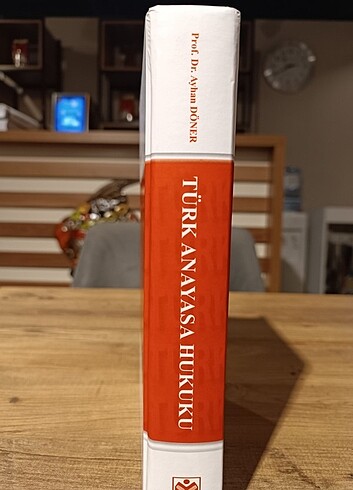 Prof. Dr. Ayhan DÖNER
TÜRK ANAYASA HUKUKU